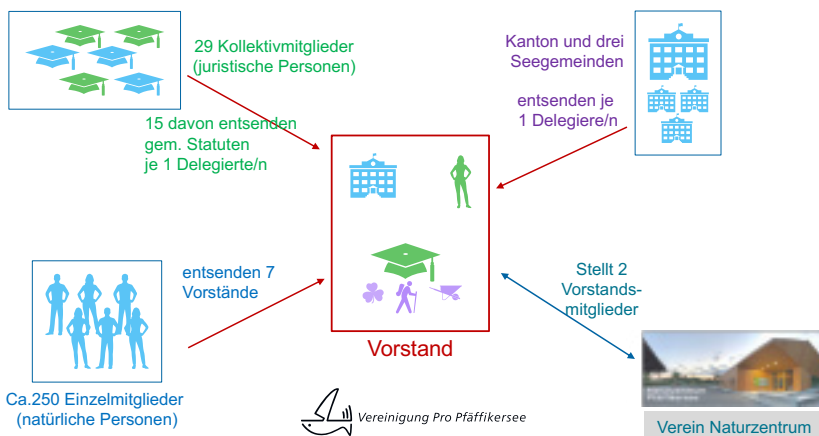 29 Kollektivmitglieder
(juristische Personen)
15 davon entsenden
gem. Statuten
je 1 Delegierte/n
Kanton und drei
Seegemeinden
entsenden je
1 Delegiere/n
entsenden 7
Vorstände
Stellt 2
Vorstands-
mitglieder
Vorstand
Ca.250 Einzelmitglieder
(natürliche Personen)
Vereinigung Pro Pfäffikersee
Naturzentrum
Pfäffikersee
Verein Naturzentrum